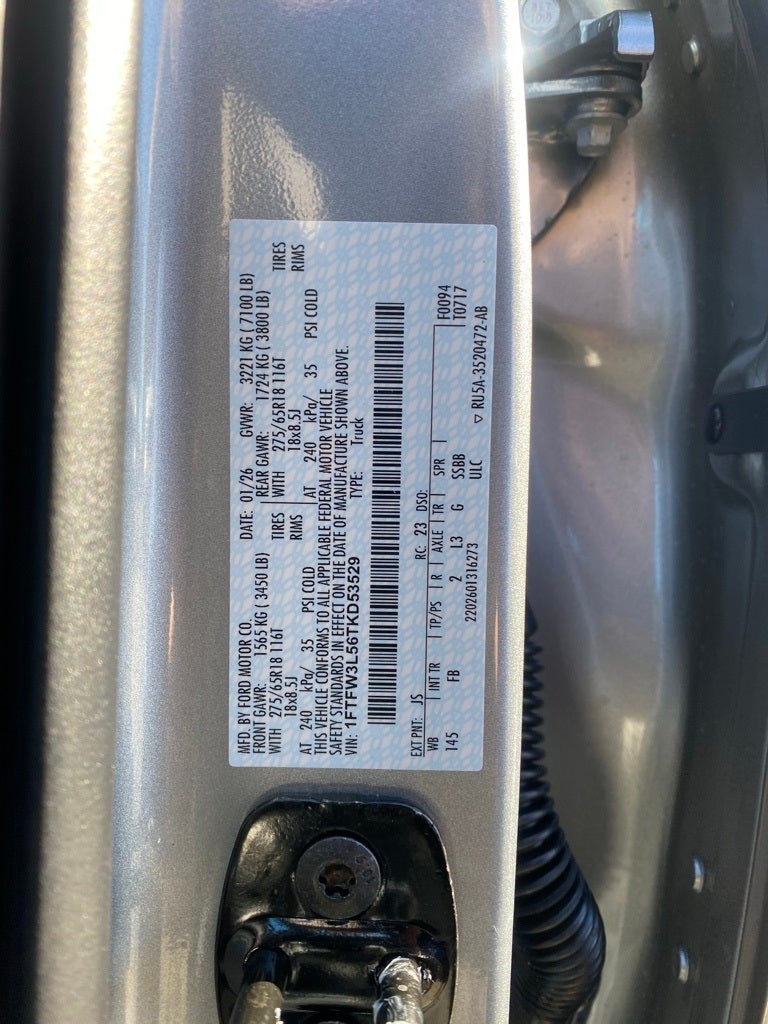 MFD. BY FORD MOTOR CO. DATE: 01/26 GVWR: 3221 KG ( 7100 LB)
FRONT GAWR: 1565 KG ( 3450 LB) REAR GAWR: 1724 KG ( 3800 LB)
WITH 275/65R18 116T TIRES WITH 275/65R18 116T TIRES
18x8.5J RIMS 18x8.5J RIMS
AT 240 kPa/ 35 PSI COLD AT 240 kPa/ 35 PSI COLD
THIS VEHICLE CONFORMS TO ALL APPLICABLE FEDERAL MOTOR VEHICLE
SAFETY STANDARDS IN EFFECT ON THE DATE OF MANUFACTURE SHOWN ABOVE.
VIN: 1FTFW3L56TKD53529 TYPE: Truck
EXT PNT: JS RC: 23 DSO: F0094
WB INT TR TP/PS R AXLE TR SPR T0717
145 FB 2 L3 G SSBB
2202601316273 ULC ▽ RU5A-3520472-AB
10.9